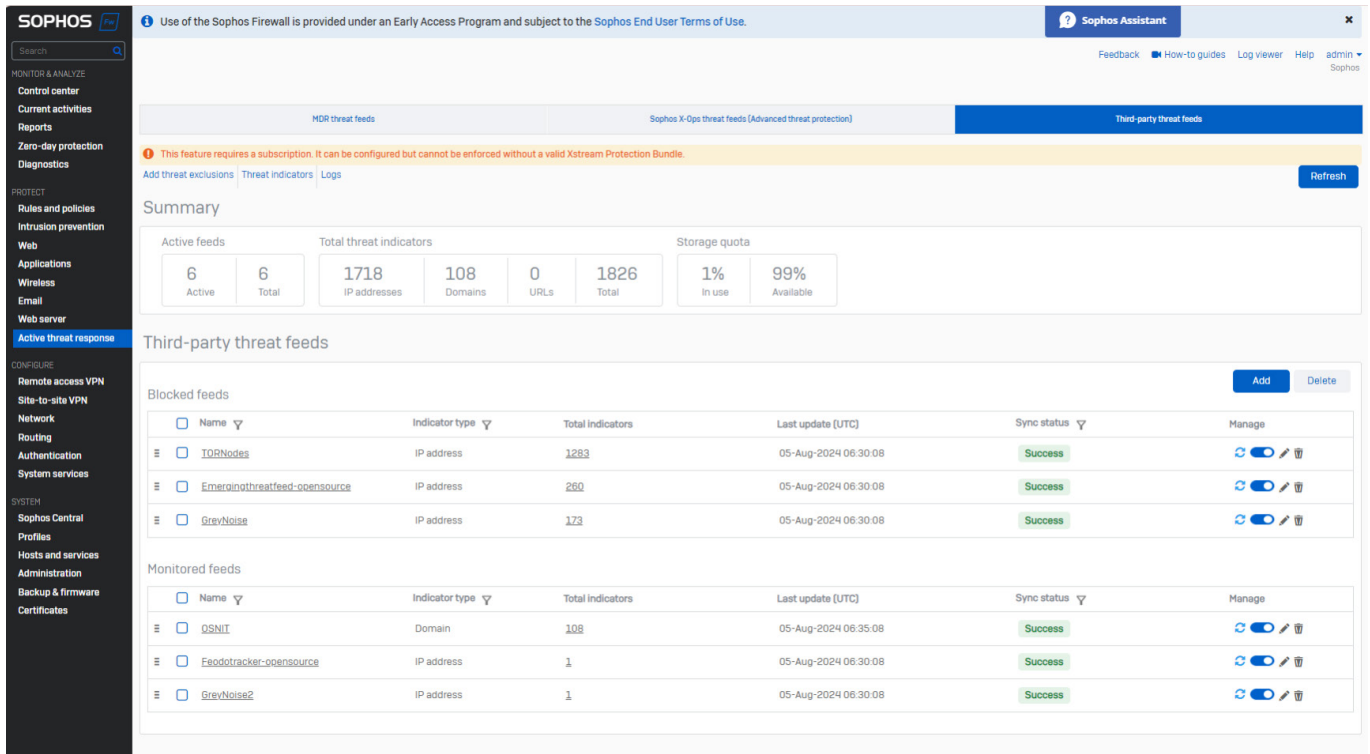 SOPHOS Fw
Use of the Sophos Firewall is provided under an Early Access Program and subject to the Sophos End User Terms of Use.
? Sophos Assistant
Search
Feedback How-to guides Log viewer Help admin
Sophos
MONITOR & ANALYZE
Control center
Current activities
Reports
Zero-day protection
Diagnostics
PROTECT
Rules and policies
Intrusion prevention
Web
Applications
Wireless
Email
Web server
Active threat response
CONFIGURE
Remote access VPN
Site-to-site VPN
Network
Routing
Authentication
System services
SYSTEM
Sophos Central
Profiles
Hosts and services
Administration
Backup & firmware
Certificates
MDR threat feeds Sophos X-Ops threat feeds (Advanced threat protection) Third-party threat feeds
This feature requires a subscription. It can be configured but cannot be enforced without a valid Xstream Protection Bundle.
Add threat exclusions Threat indicators Logs
Refresh
Summary
Active feeds Total threat indicators Storage quota
6 6 1718 108 0 1826 1% 99%
Active Total IP addresses Domains URLs Total In use Available
Third-party threat feeds
Add Delete
Blocked feeds
Name Indicator type Total indicators Last update (UTC) Sync status Manage
TORNodes IP address 1283 05-Aug-2024 06:30:08 Success
Emergingthreatfeed-opensource IP address 260 05-Aug-2024 06:30:08 Success
GreyNoise IP address 173 05-Aug-2024 06:30:08 Success
Monitored feeds
Name Indicator type Total indicators Last update (UTC) Sync status Manage
OSNIT Domain 108 05-Aug-2024 06:35:08 Success
Feodotracker-opensource IP address 1 05-Aug-2024 06:30:08 Success
GreyNoise2 IP address 1 05-Aug-2024 06:30:08 Success